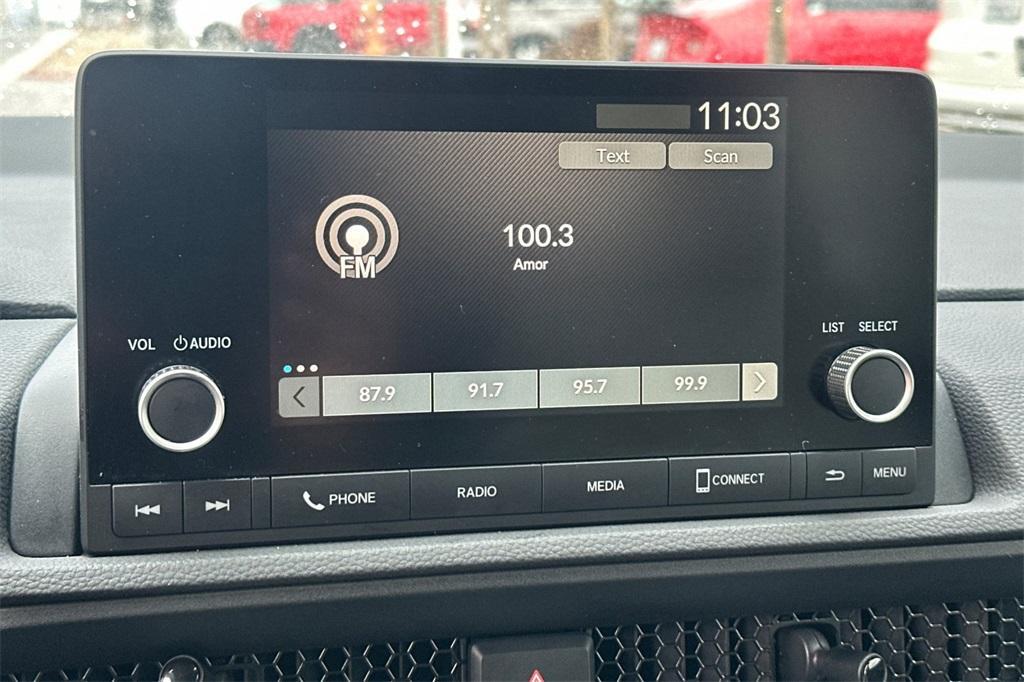 11:03
Text Scan
100.3
Amor
FM
VOL AUDIO
LIST SELECT
87.9 91.7 95.7 99.9
PHONE RADIO MEDIA CONNECT MENU